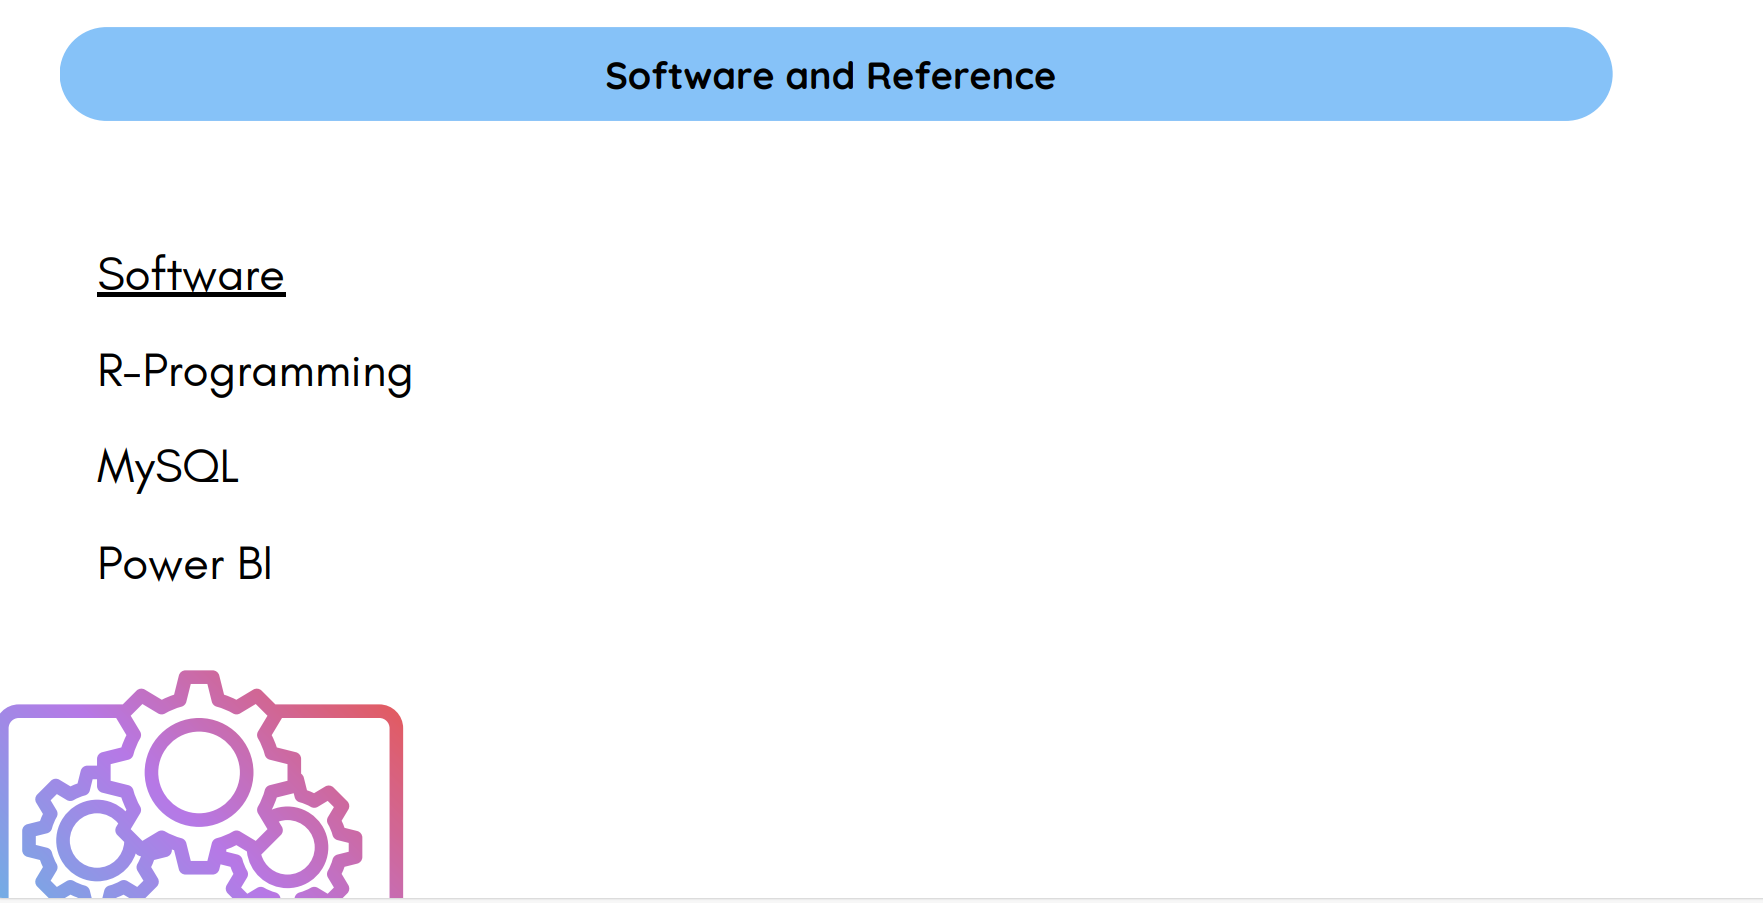 Software and Reference
Software
R-Programming
MySQL
Power BI